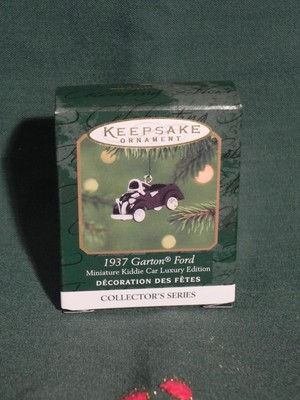 KEEPSAKE
ORNAMENT
1937 Garton® Ford
Miniature Kiddie Car Luxury Edition
DÉCORATION DES FÊTES
COLLECTOR'S SERIES